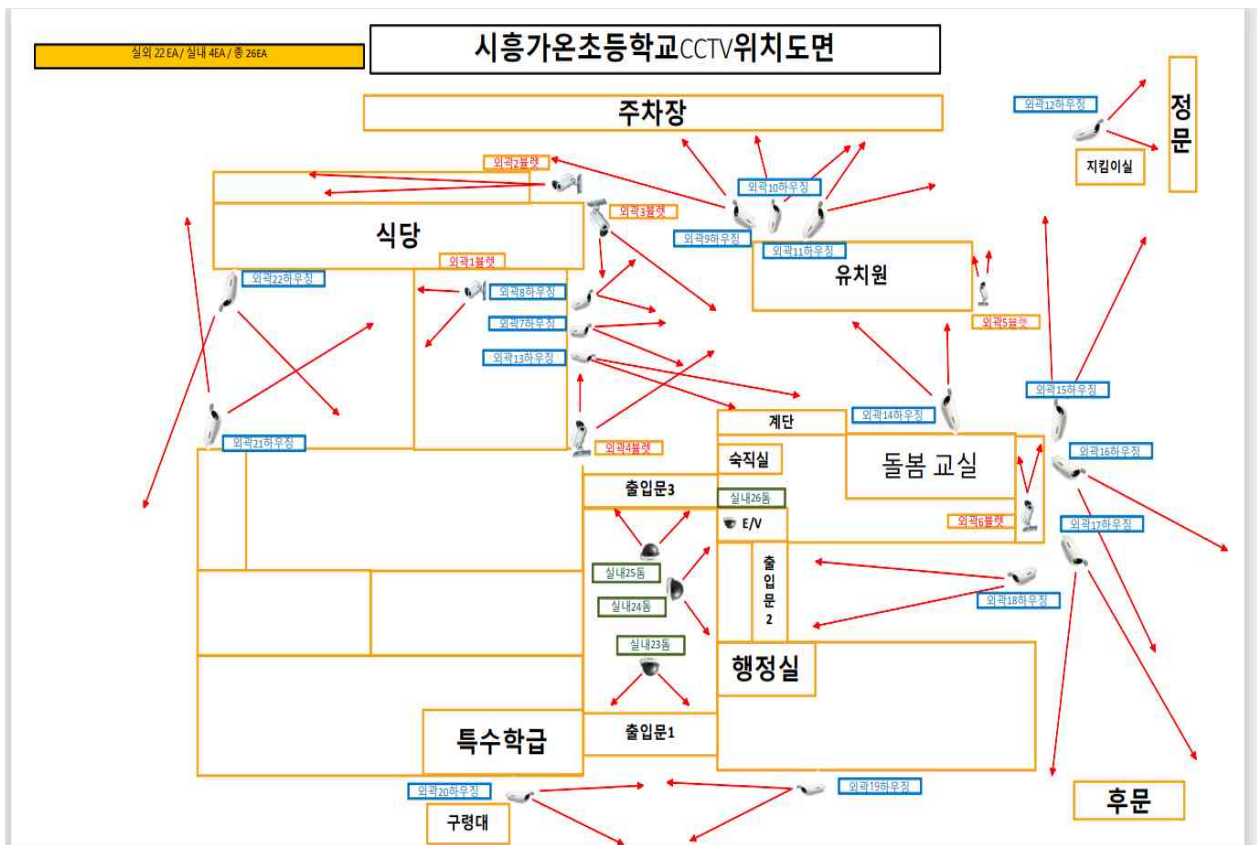 실외 22 EA / 실내 4EA / 총 26EA
시흥가온초등학교CCTV위치도면
주차장
정문
외곽12하우징
지킴이실
외곽2불렛
외곽10하우징
외곽3불렛
식당
외곽9하우징
외곽11하우징
외곽1불렛
유치원
외곽22하우징
외곽8하우징
외곽7하우징
외곽5불렛
외곽13하우징
외곽15하우징
외곽14하우징
계단
외곽21하우징
외곽4불렛
숙직실
돌봄 교실
외곽16하우징
출입문3
실내26돔
E/V
외곽6불렛
외곽17하우징
실내25돔
출입문2
실내24돔
외곽18하우징
실내23돔
행정실
특수학급
출입문1
외곽20하우징
외곽19하우징
구령대
후문